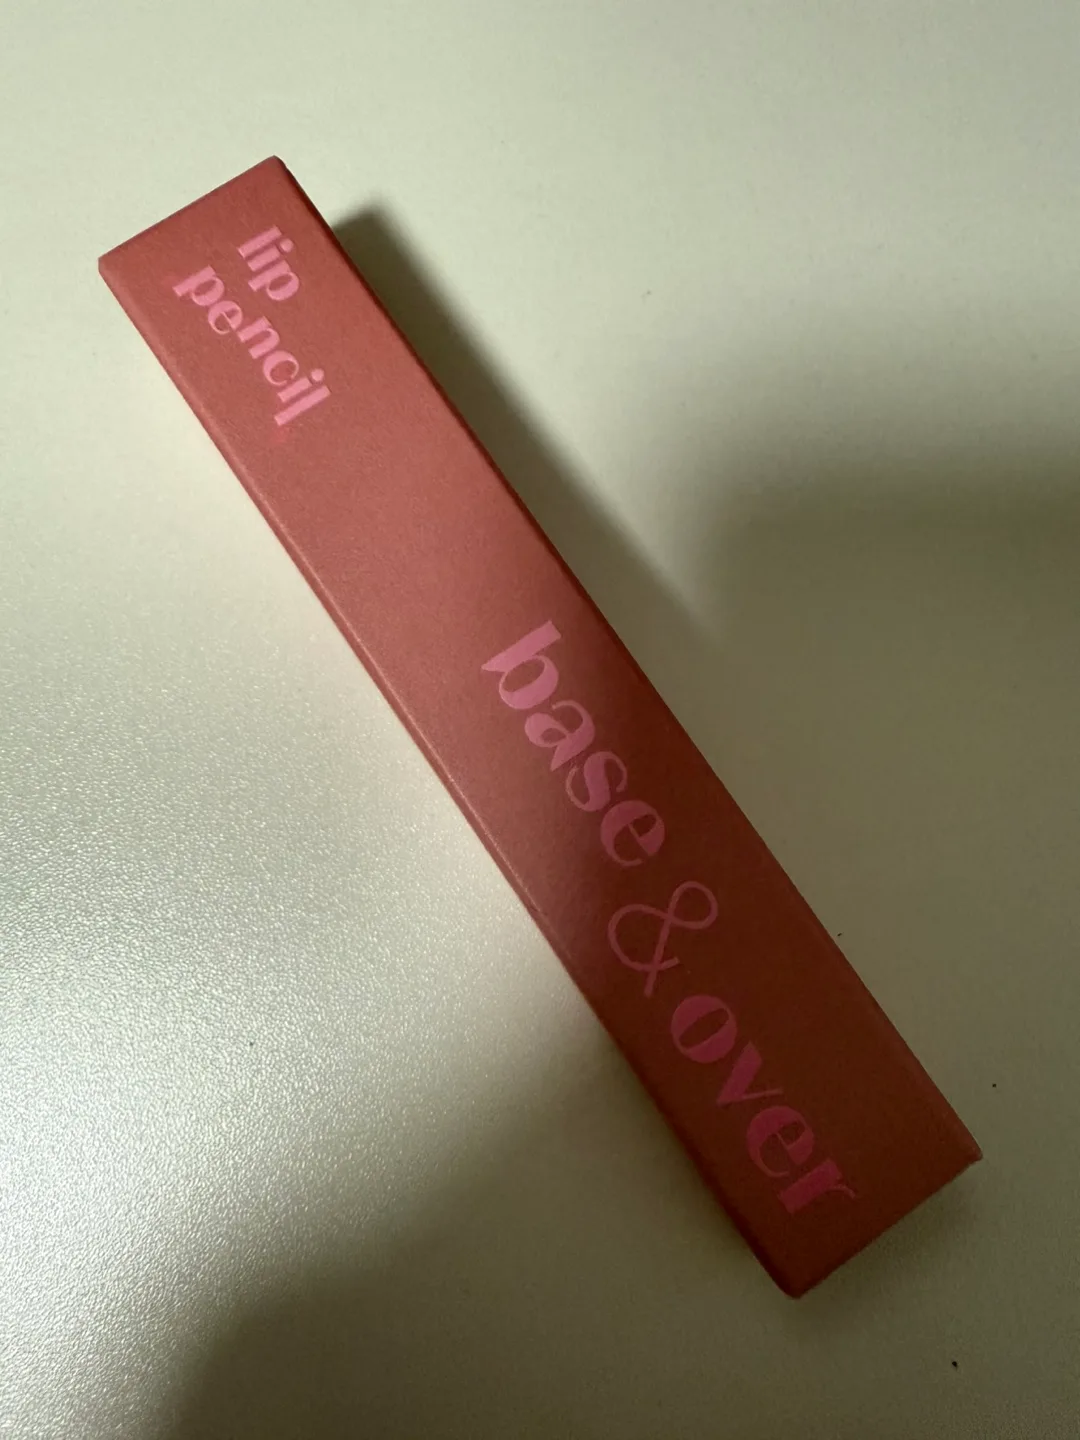 lip
pencil
base & over